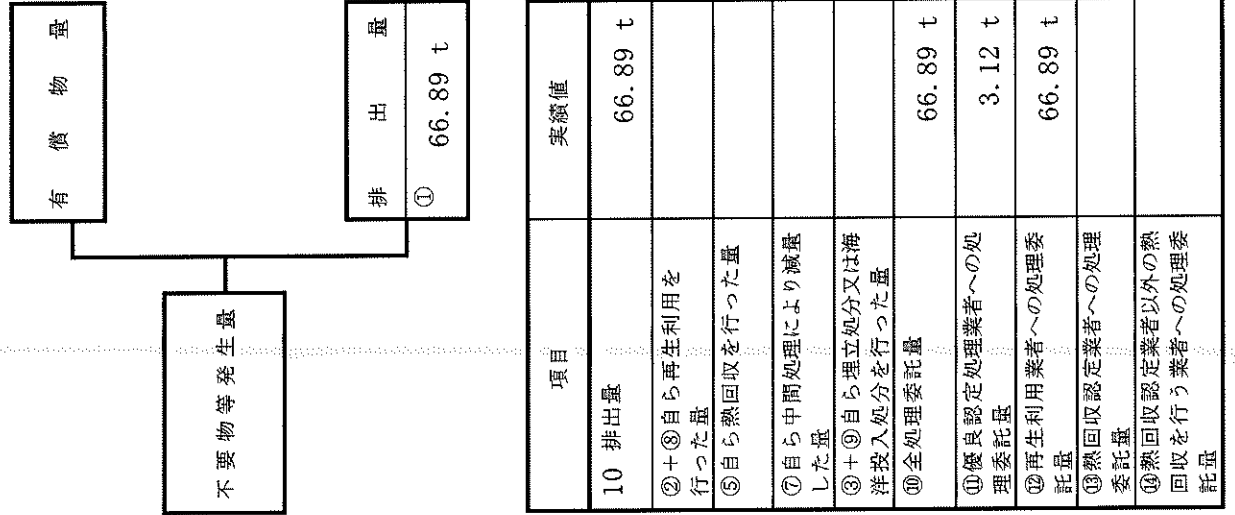 有償物量
不要物等発生量
排出量
① 66.89 t
項目 実績値
10 排出量 66.89 t
②+⑧自ら再生利用を
行った量
⑤自ら熱回収を行った量
⑦自ら中間処理により減量
した量
③+⑨自ら埋立処分又は海
洋投入処分を行った量
⑩全処理委託量 66.89 t
⑪優良認定処理業者への処
理委託量 3.12 t
⑫再生利用業者への処理委
託量 66.89 t
⑬熱回収認定業者への処理
委託量
⑭熱回収認定業者以外の熱
回収を行う業者への処理委
託量